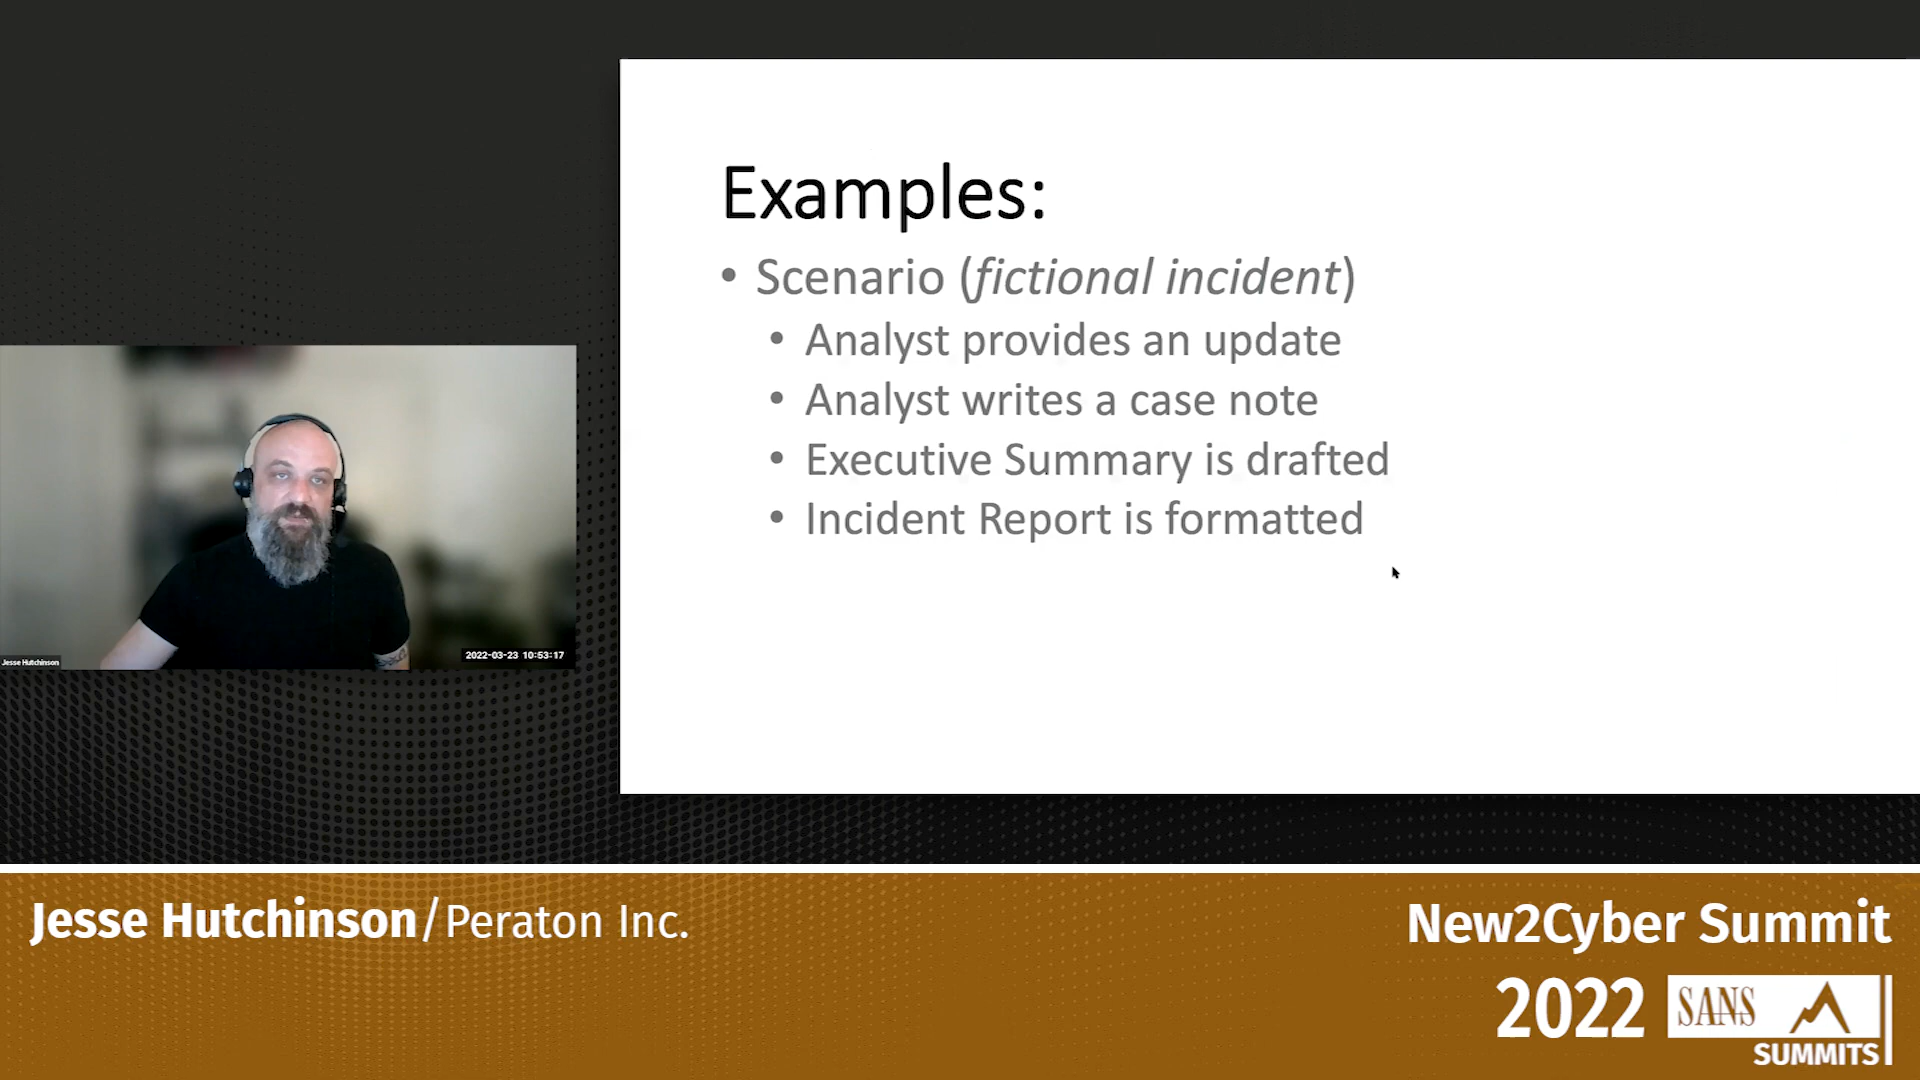 Examples:
• Scenario (fictional incident)
• Analyst provides an update
• Analyst writes a case note
• Executive Summary is drafted
• Incident Report is formatted
Jesse Hutchinson
2022-03-23 10:53:17
Jesse Hutchinson/Peraton Inc.
New2Cyber Summit
2022
SANS
SUMMITS